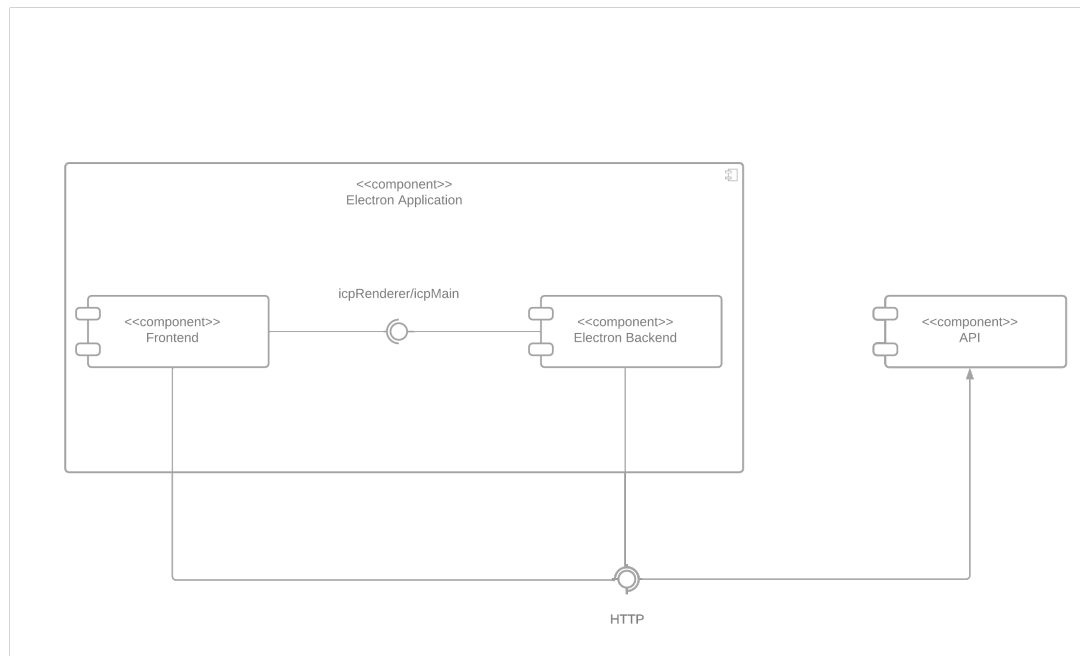 <<component>>
Electron Application
icpRenderer/icpMain
<<component>>
Frontend
<<component>>
Electron Backend
<<component>>
API
HTTP